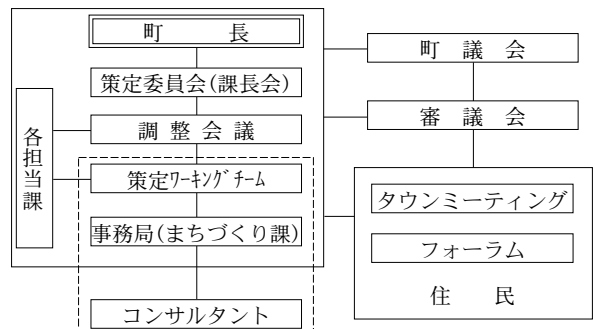 町　　長
策定委員会(課長会)
調 整 会 議
策定ﾜｰｷﾝｸﾞﾁｰﾑ
事務局(まちづくり課)
コンサルタント
各担当課
町 議 会
審 議 会
タウンミーティング
フォーラム
住　　民